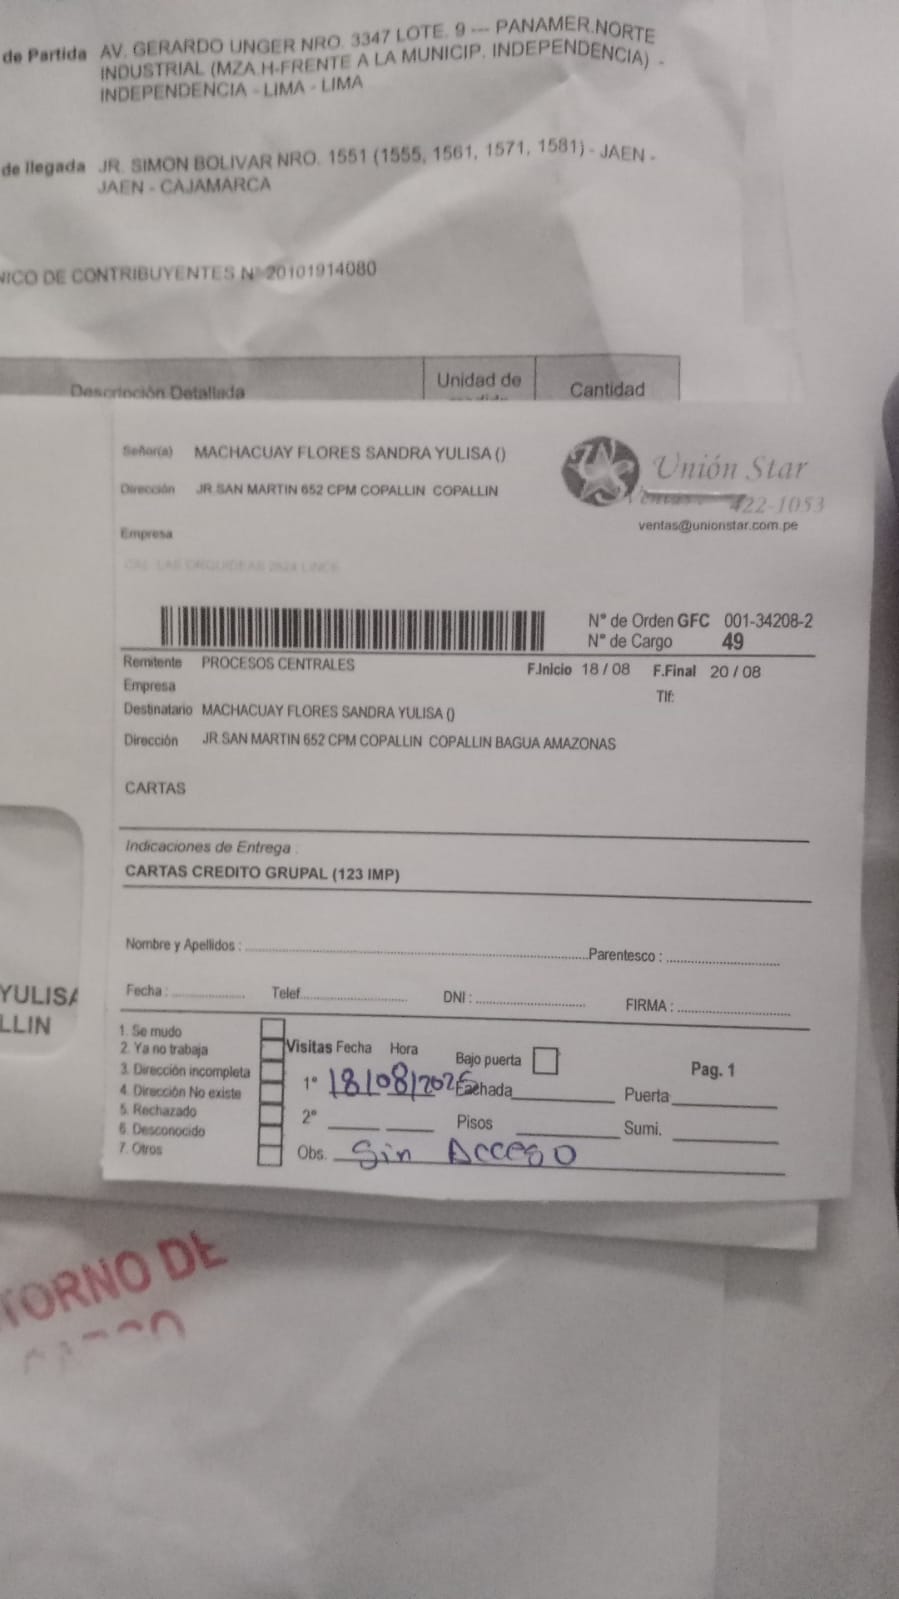 de Partida AV. GERARDO UNGER NRO. 3347 LOTE. 9 --- PANAMER.NORTE
INDUSTRIAL (MZA.H-FRENTE A LA MUNICIP. INDEPENDENCIA) -
INDEPENDENCIA - LIMA - LIMA
de llegada JR. SIMON BOLIVAR NRO. 1551 (1555, 1561, 1571, 1581) - JAEN -
JAEN - CAJAMARCA
NICO DE CONTRIBUYENTES Nº 20101914080
Descripción Detallada Unidad de Cantidad
Señor(a) MACHACUAY FLORES SANDRA YULISA ()
Dirección JR.SAN MARTIN 652 CPM COPALLIN COPALLIN
Empresa
CAL. LAS ORQUIDEAS 2624 LINCE
Unión Star
Ventas: 422-1053
ventas@unionstar.com.pe
N° de Orden GFC 001-34208-2
N° de Cargo 49
Remitente PROCESOS CENTRALES F.Inicio 18 / 08 F.Final 20 / 08
Empresa Tlf:
Destinatario MACHACUAY FLORES SANDRA YULISA ()
Dirección JR.SAN MARTIN 652 CPM COPALLIN COPALLIN BAGUA AMAZONAS
CARTAS
Indicaciones de Entrega :
CARTAS CREDITO GRUPAL (123 IMP)
Nombre y Apellidos : Parentesco :
Fecha : Telef. DNI : FIRMA :
YULISA
LLIN
1. Se mudo
2. Ya no trabaja
3. Dirección incompleta
4. Dirección No existe
5. Rechazado
6. Desconocido
7. Otros
Visitas Fecha Hora Bajo puerta Pag. 1
1° 18/08/2025 Fachada Puerta
2° Pisos Sumi.
Obs. Sin Acceso
TORNO DE